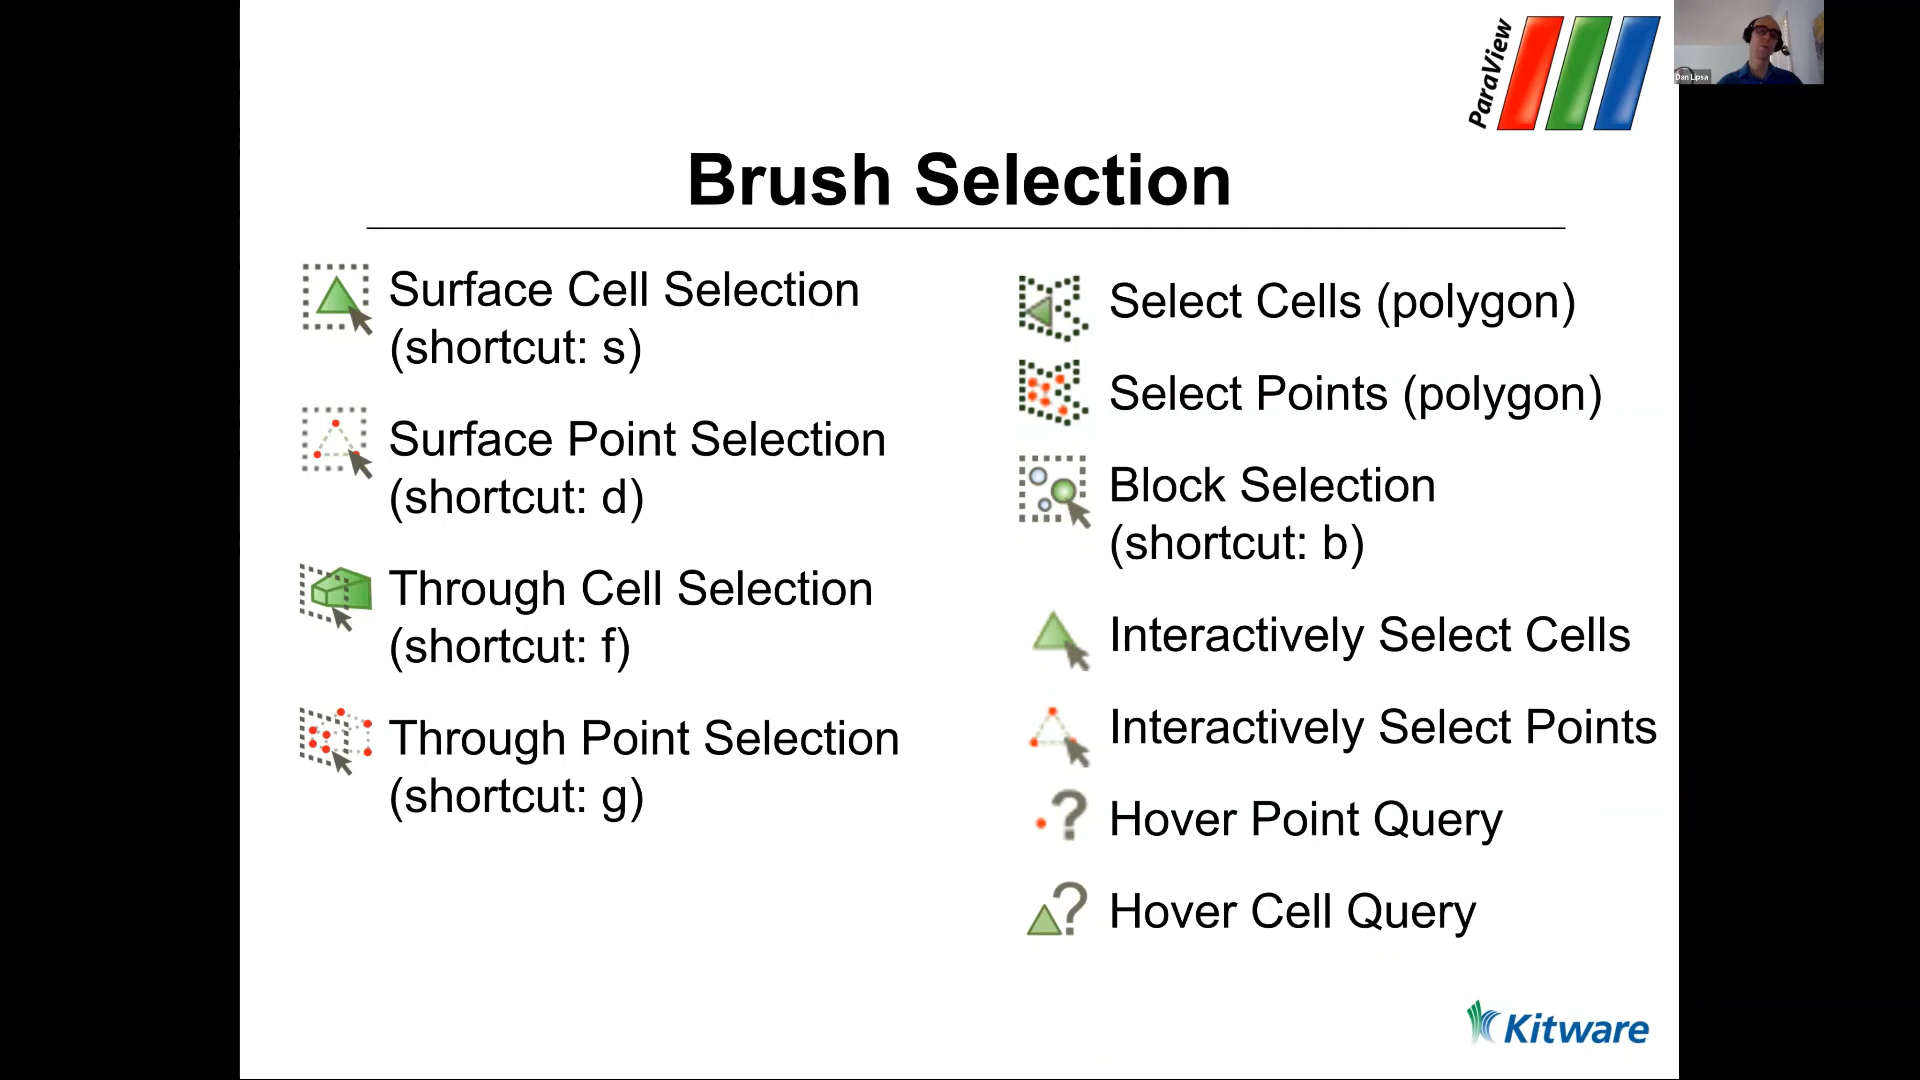 ParaView
Dan Lipsa
Brush Selection
Surface Cell Selection
(shortcut: s)
Surface Point Selection
(shortcut: d)
Through Cell Selection
(shortcut: f)
Through Point Selection
(shortcut: g)
Select Cells (polygon)
Select Points (polygon)
Block Selection
(shortcut: b)
Interactively Select Cells
Interactively Select Points
Hover Point Query
Hover Cell Query
Kitware